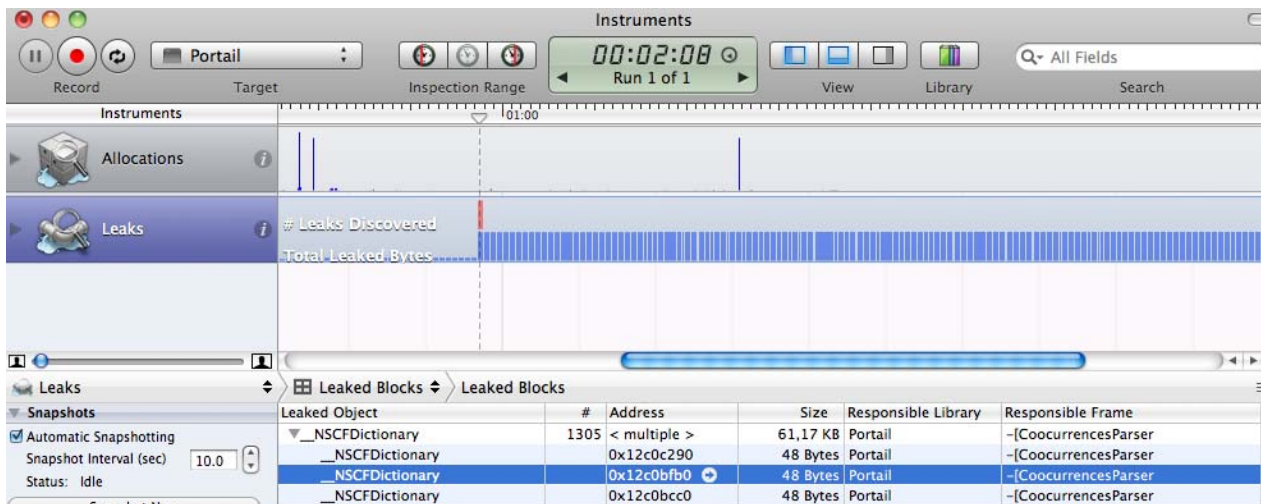 Instruments
Portail
00:02:08
Run 1 of 1
All Fields
Record
Target
Inspection Range
View
Library
Search
Instruments
01:00
Allocations
Leaks
# Leaks Discovered
Total Leaked Bytes
Leaks
Leaked Blocks
Leaked Blocks
Snapshots
Leaked Object # Address Size Responsible Library Responsible Frame
Automatic Snapshotting
__NSCFDictionary 1305 < multiple > 61,17 KB Portail -[CoocurrencesParser
Snapshot Interval (sec) 10.0
__NSCFDictionary 0x12c0c290 48 Bytes Portail -[CoocurrencesParser
Status: Idle
__NSCFDictionary 0x12c0bfb0 48 Bytes Portail -[CoocurrencesParser
__NSCFDictionary 0x12c0bcc0 48 Bytes Portail -[CoocurrencesParser